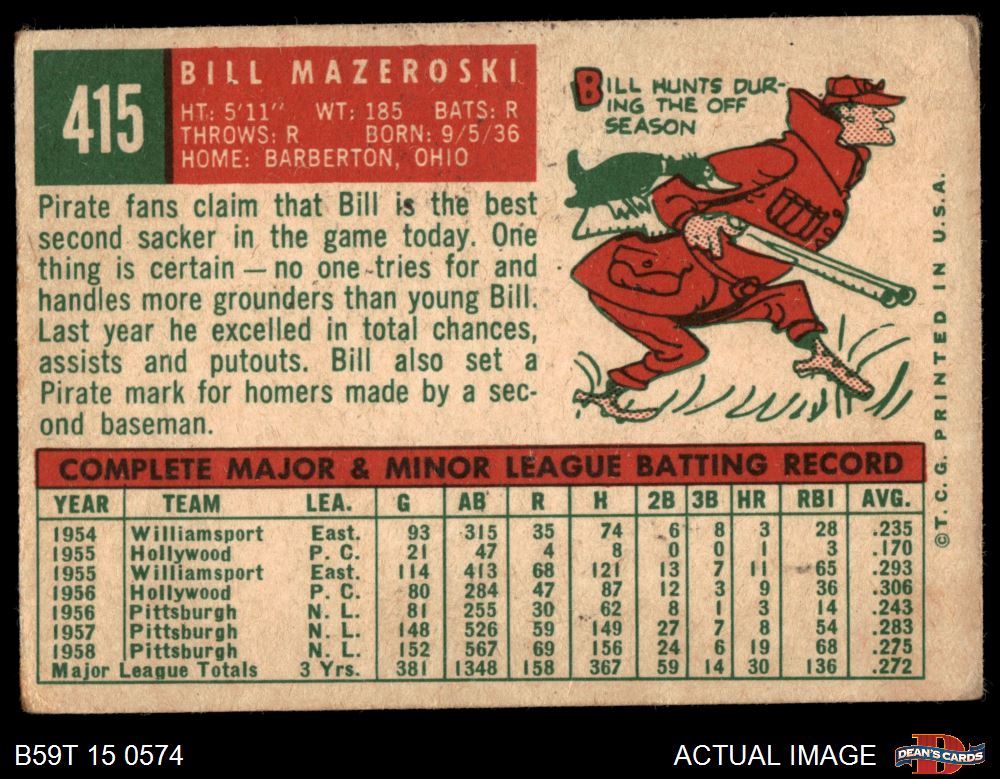 415
BILL MAZEROSKI
HT: 5'11" WT: 185 BATS: R
THROWS: R BORN: 9/5/36
HOME: BARBERTON, OHIO
BILL HUNTS DUR-
ING THE OFF
SEASON
Pirate fans claim that Bill is the best
second sacker in the game today. One
thing is certain — no one tries for and
handles more grounders than young Bill.
Last year he excelled in total chances,
assists and putouts. Bill also set a
Pirate mark for homers made by a sec-
ond baseman.
COMPLETE MAJOR & MINOR LEAGUE BATTING RECORD
YEAR TEAM LEA. G AB R H 2B 3B HR RBI AVG.
1954 Williamsport East. 93 315 35 74 6 8 3 28 .235
1955 Hollywood P. C. 21 47 4 8 0 0 1 3 .170
1955 Williamsport East. 114 413 68 121 13 7 11 65 .293
1956 Hollywood P. C. 80 284 47 87 12 3 9 36 .306
1956 Pittsburgh N. L. 81 255 30 62 8 1 3 14 .243
1957 Pittsburgh N. L. 148 526 59 149 27 7 8 54 .283
1958 Pittsburgh N. L. 152 567 69 156 24 6 19 68 .275
Major League Totals 3 Yrs. 381 1348 158 367 59 14 30 136 .272
©T. C. G. PRINTED IN U.S.A.
B59T 15 0574
ACTUAL IMAGE
D
DEAN'S CARDS